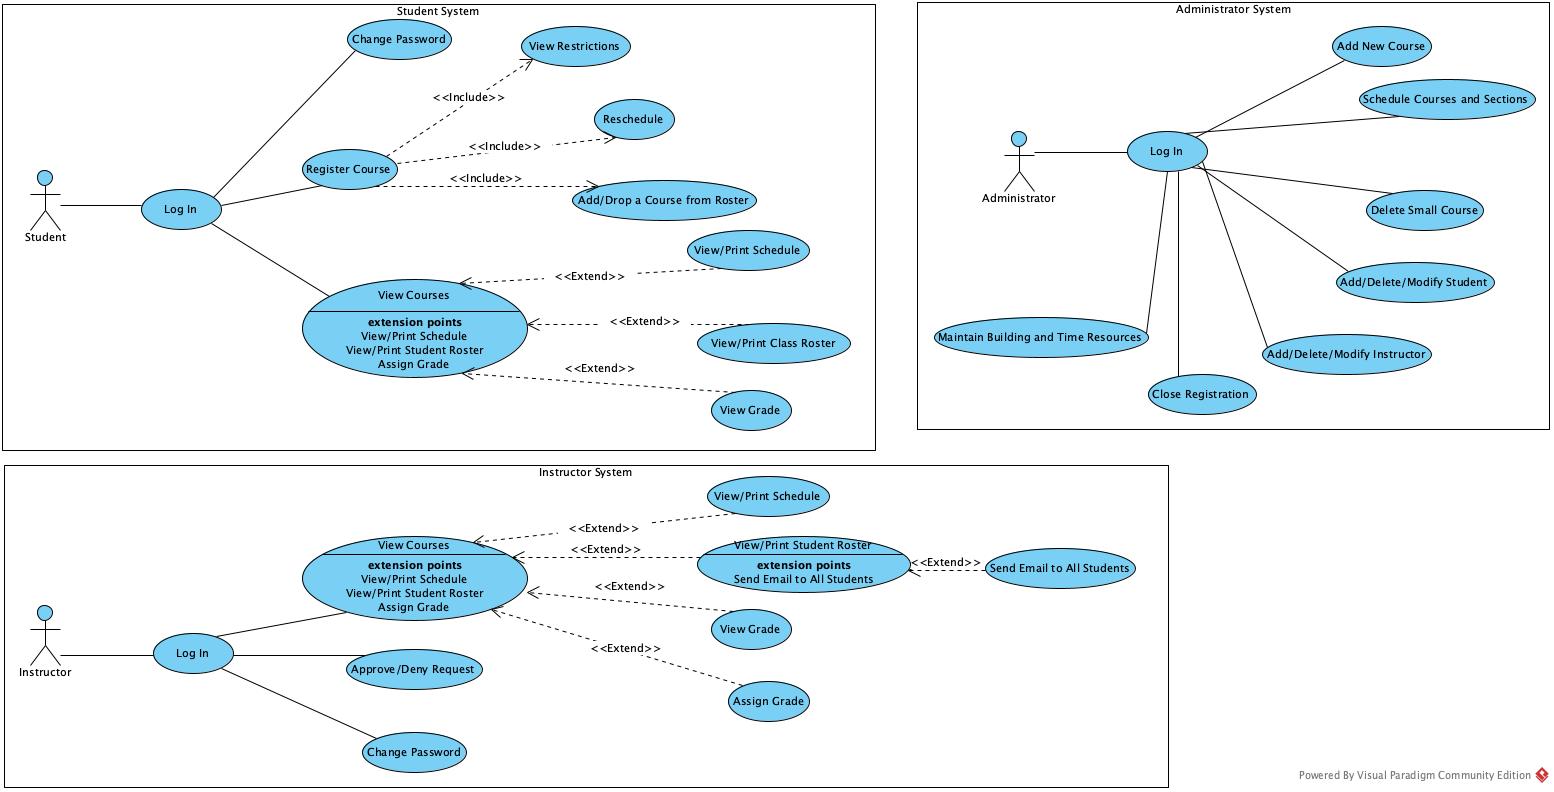 Student System
Change Password
View Restrictions
<<Include>>
Reschedule
<<Include>>
Register Course
<<Include>>
Add/Drop a Course from Roster
Log In
Student
View/Print Schedule
<<Extend>>
View Courses
extension points
View/Print Schedule
View/Print Student Roster
Assign Grade
<<Extend>>
View/Print Class Roster
<<Extend>>
View Grade
Administrator System
Add New Course
Schedule Courses and Sections
Log In
Administrator
Delete Small Course
Add/Delete/Modify Student
Maintain Building and Time Resources
Add/Delete/Modify Instructor
Close Registration
Instructor System
View/Print Schedule
<<Extend>>
View Courses
extension points
View/Print Schedule
View/Print Student Roster
Assign Grade
<<Extend>>
View/Print Student Roster
extension points
Send Email to All Students
<<Extend>>
Send Email to All Students
<<Extend>>
View Grade
<<Extend>>
Assign Grade
Log In
Instructor
Approve/Deny Request
Change Password
Powered By Visual Paradigm Community Edition